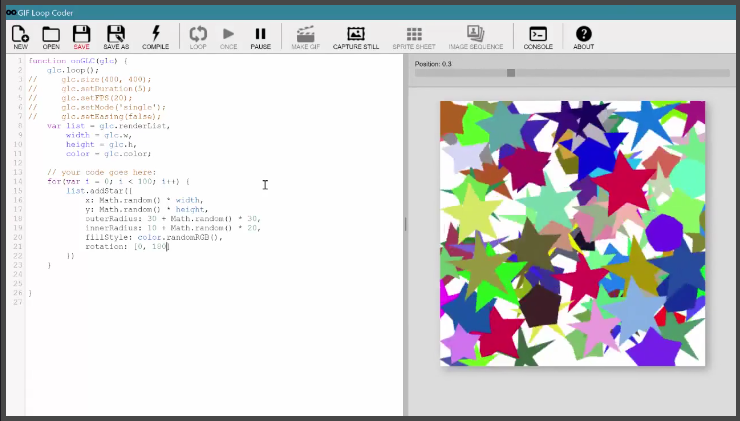 GIF Loop Coder
NEW OPEN SAVE SAVE AS COMPILE LOOP ONCE PAUSE MAKE GIF CAPTURE STILL SPRITE SHEET IMAGE SEQUENCE CONSOLE ABOUT
Position: 0.3
1 function onGLC(glc) {
2 glc.loop();
3 // glc.size(400, 400);
4 // glc.setDuration(5);
5 // glc.setFPS(20);
6 // glc.setMode('single');
7 // glc.setEasing(false);
8 var list = glc.renderList,
9 width = glc.w,
10 height = glc.h,
11 color = glc.color;
12
13 // your code goes here:
14 for(var i = 0; i < 100; i++) {
15 list.addStar({
16 x: Math.random() * width,
17 y: Math.random() * height,
18 outerRadius: 30 + Math.random() * 30,
19 innerRadius: 10 + Math.random() * 20,
20 fillStyle: color.randomRGB(),
21 rotation: [0, 180
22 })
23 }
24
25
26 }
27